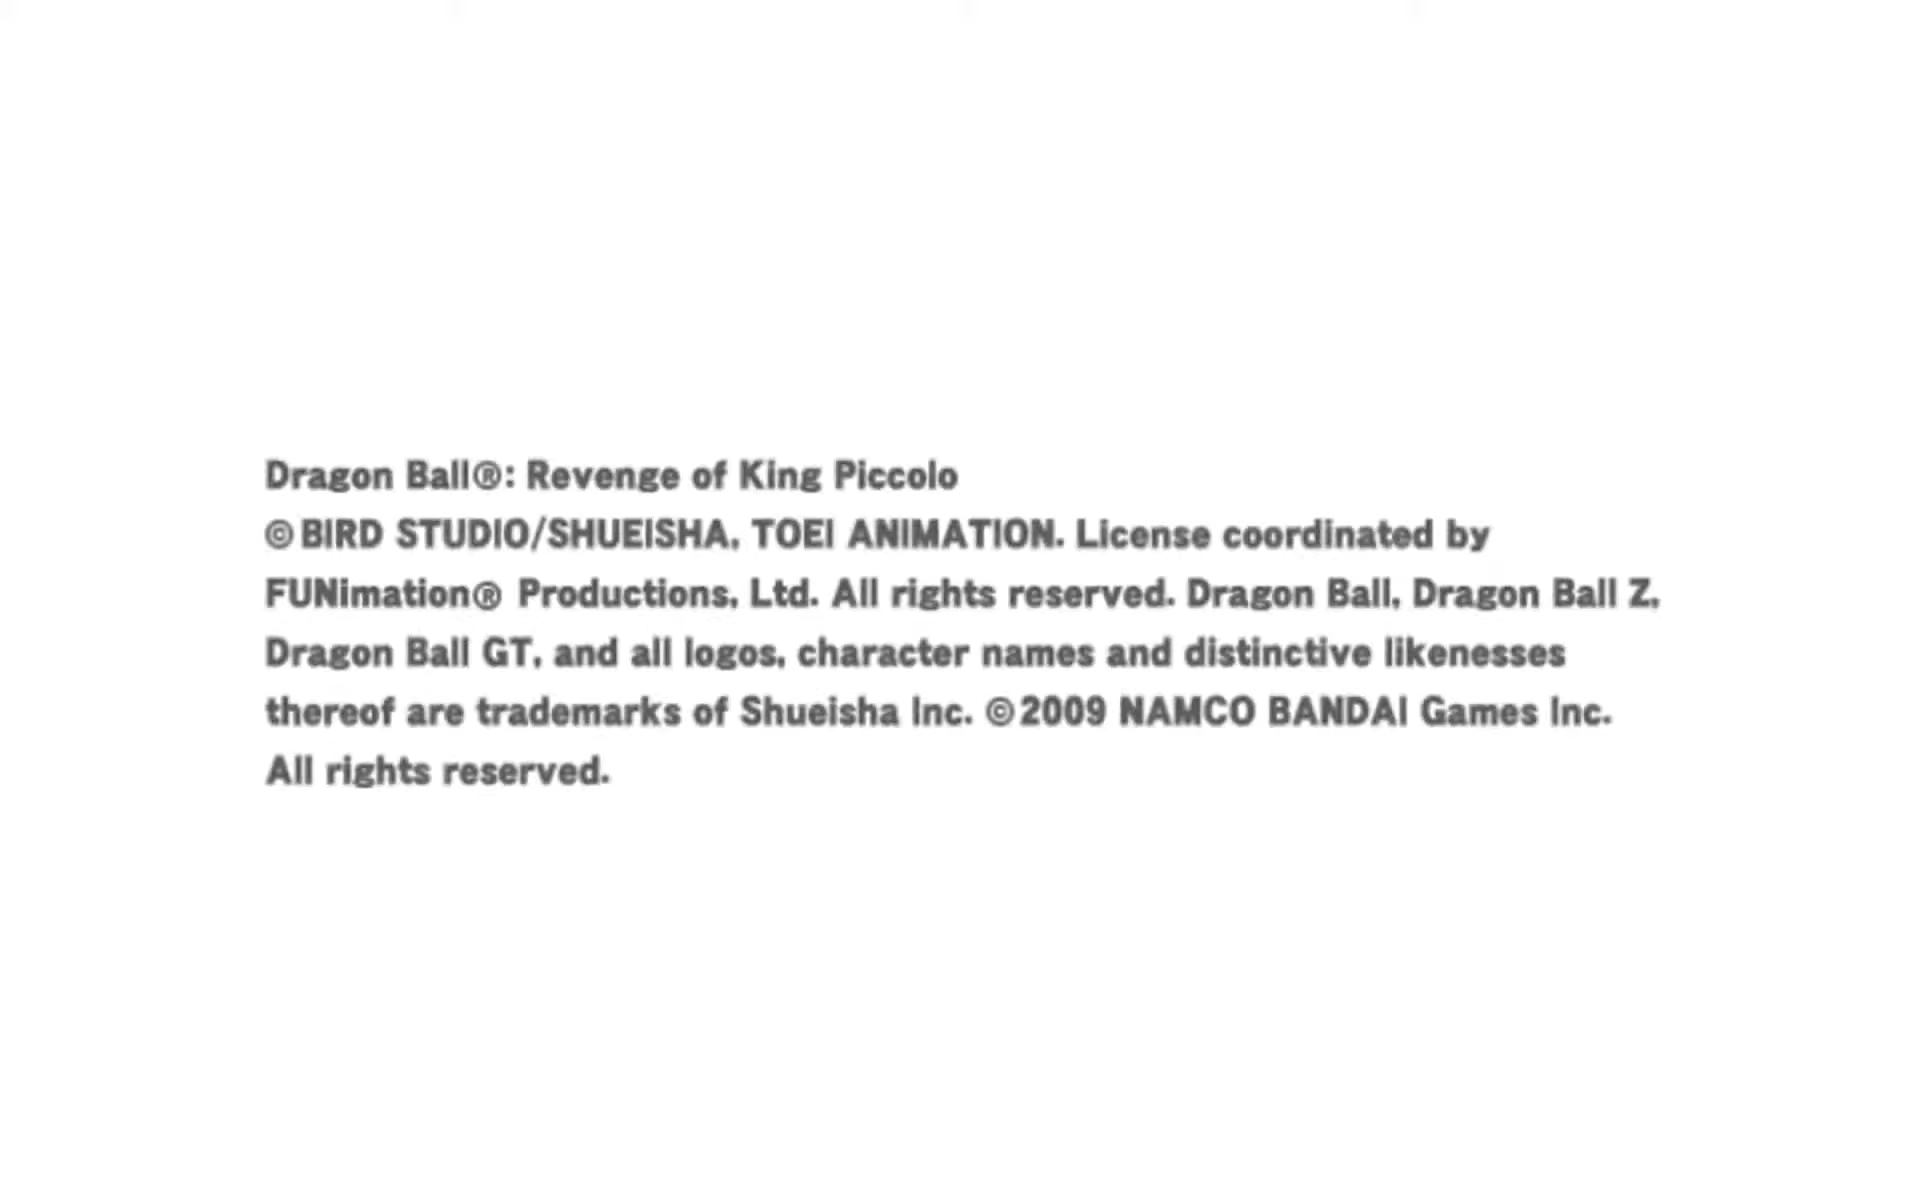 Dragon Ball®: Revenge of King Piccolo
©BIRD STUDIO/SHUEISHA, TOEI ANIMATION. License coordinated by
FUNimation® Productions, Ltd. All rights reserved. Dragon Ball, Dragon Ball Z,
Dragon Ball GT, and all logos, character names and distinctive likenesses
thereof are trademarks of Shueisha Inc. ©2009 NAMCO BANDAI Games Inc.
All rights reserved.